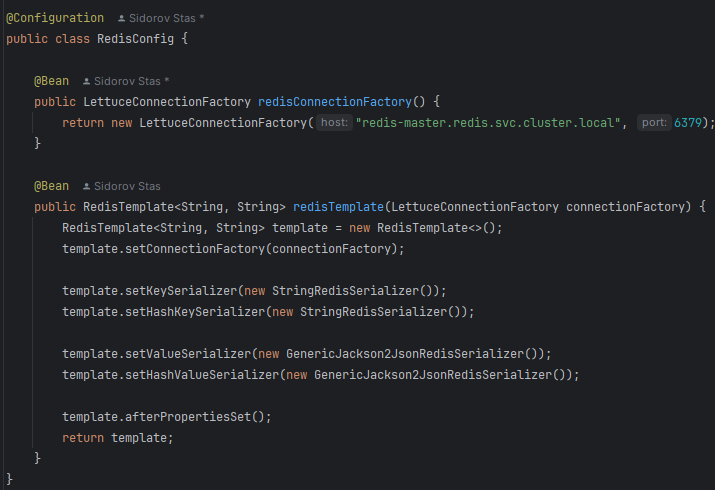 @Configuration Sidorov Stas *
public class RedisConfig {
@Bean Sidorov Stas *
public LettuceConnectionFactory redisConnectionFactory() {
return new LettuceConnectionFactory( host: "redis-master.redis.svc.cluster.local", port: 6379);
}
@Bean Sidorov Stas
public RedisTemplate<String, String> redisTemplate(LettuceConnectionFactory connectionFactory) {
RedisTemplate<String, String> template = new RedisTemplate<>();
template.setConnectionFactory(connectionFactory);
template.setKeySerializer(new StringRedisSerializer());
template.setHashKeySerializer(new StringRedisSerializer());
template.setValueSerializer(new GenericJackson2JsonRedisSerializer());
template.setHashValueSerializer(new GenericJackson2JsonRedisSerializer());
template.afterPropertiesSet();
return template;
}
}